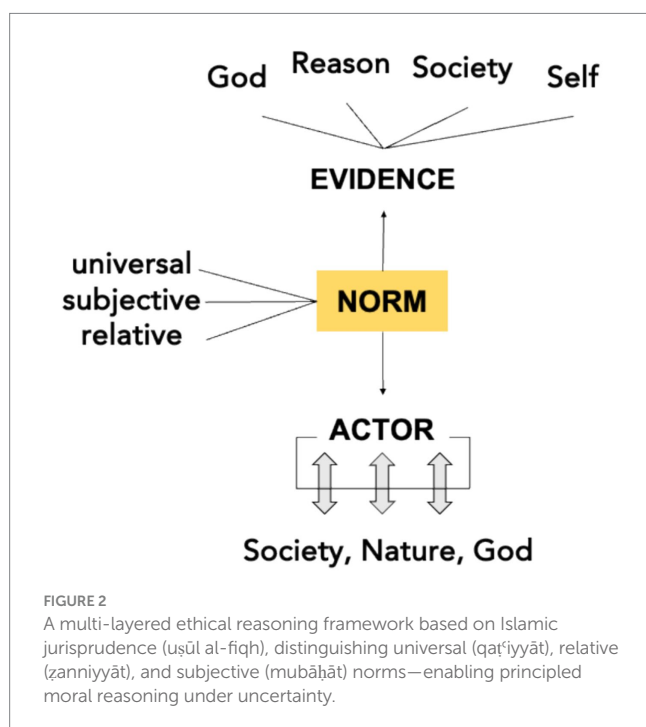 God Reason Society Self
EVIDENCE
universal
subjective
relative
NORM
ACTOR
Society, Nature, God
FIGURE 2
A multi-layered ethical reasoning framework based on Islamic
jurisprudence (uṣūl al-fiqh), distinguishing universal (qaṭʿiyyāt), relative
(ẓanniyyāt), and subjective (mubāḥāt) norms—enabling principled
moral reasoning under uncertainty.